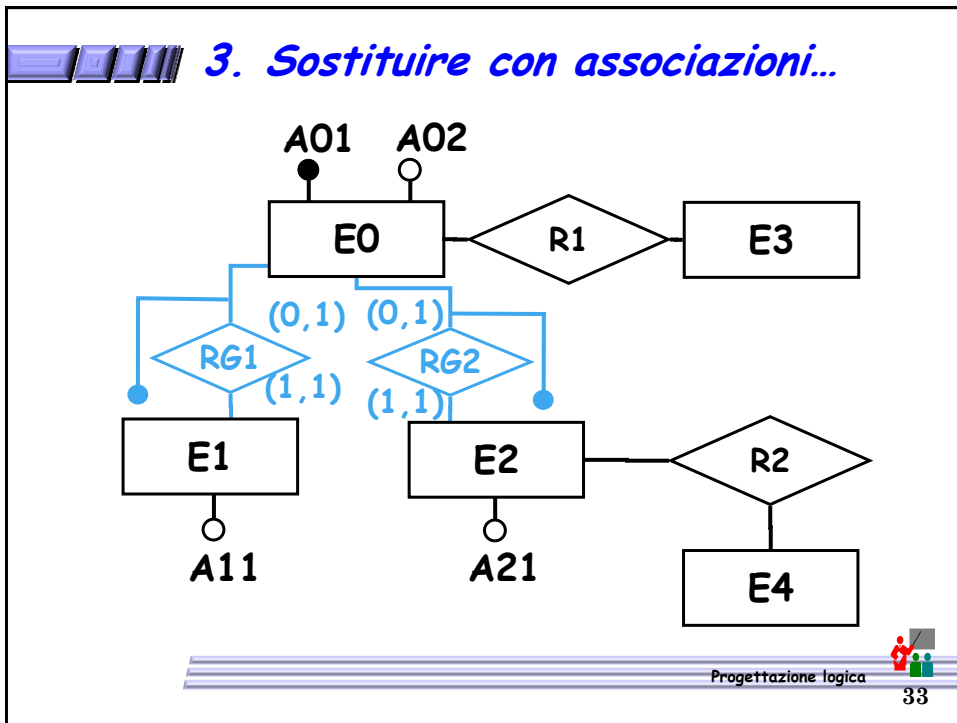 3. Sostituire con associazioni…
A01 A02
E0 R1 E3
(0,1) (0,1)
RG1 RG2
(1,1) (1,1)
E1 E2 R2
A11 A21 E4
Progettazione logica
33